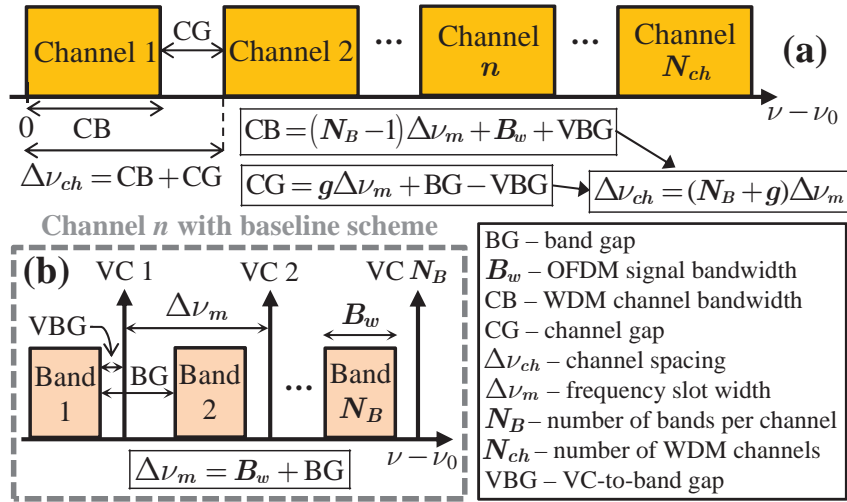 Channel 1 CG Channel 2 ... Channel n ... Channel N_ch (a)
0 CB ν − ν₀
CB = (N_B − 1)Δν_m + B_w + VBG
Δν_ch = CB + CG
CG = gΔν_m + BG − VBG
Δν_ch = (N_B + g)Δν_m
Channel n with baseline scheme
(b) VC 1 VC 2 VC N_B
Δν_m
VBG
B_w
BG
Band 1 Band 2 ... Band N_B
ν − ν₀
Δν_m = B_w + BG
BG – band gap
B_w – OFDM signal bandwidth
CB – WDM channel bandwidth
CG – channel gap
Δν_ch – channel spacing
Δν_m – frequency slot width
N_B – number of bands per channel
N_ch – number of WDM channels
VBG – VC-to-band gap